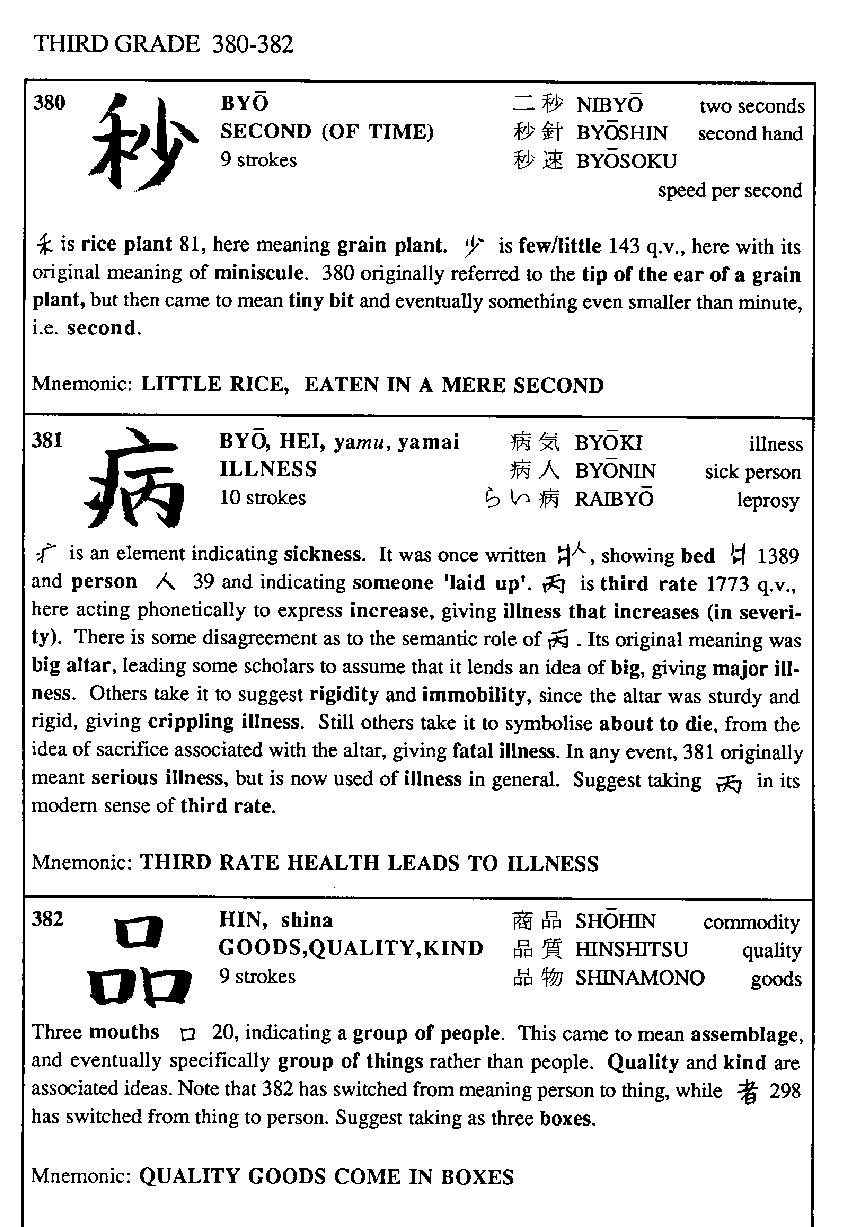 THIRD GRADE 380-382
380 秒 BYŌ 二秒 NIBYŌ two seconds
SECOND (OF TIME) 秒針 BYŌSHIN second hand
9 strokes 秒速 BYŌSOKU
speed per second
禾 is rice plant 81, here meaning grain plant. 少 is few/little 143 q.v., here with its
original meaning of miniscule. 380 originally referred to the tip of the ear of a grain
plant, but then came to mean tiny bit and eventually something even smaller than minute,
i.e. second.
Mnemonic: LITTLE RICE, EATEN IN A MERE SECOND
381 病 BYŌ, HEI, yamu, yamai 病気 BYŌKI illness
ILLNESS 病人 BYŌNIN sick person
10 strokes らい病 RAIBYŌ leprosy
疒 is an element indicating sickness. It was once written , showing bed 1389
and person 人 39 and indicating someone 'laid up'. 丙 is third rate 1773 q.v.,
here acting phonetically to express increase, giving illness that increases (in severi-
ty). There is some disagreement as to the semantic role of 丙 . Its original meaning was
big altar, leading some scholars to assume that it lends an idea of big, giving major ill-
ness. Others take it to suggest rigidity and immobility, since the altar was sturdy and
rigid, giving crippling illness. Still others take it to symbolise about to die, from the
idea of sacrifice associated with the altar, giving fatal illness. In any event, 381 originally
meant serious illness, but is now used of illness in general. Suggest taking 丙 in its
modern sense of third rate.
Mnemonic: THIRD RATE HEALTH LEADS TO ILLNESS
382 品 HIN, shina 商品 SHŌHIN commodity
GOODS,QUALITY,KIND 品質 HINSHITSU quality
9 strokes 品物 SHINAMONO goods
Three mouths 口 20, indicating a group of people. This came to mean assemblage,
and eventually specifically group of things rather than people. Quality and kind are
associated ideas. Note that 382 has switched from meaning person to thing, while 者 298
has switched from thing to person. Suggest taking as three boxes.
Mnemonic: QUALITY GOODS COME IN BOXES